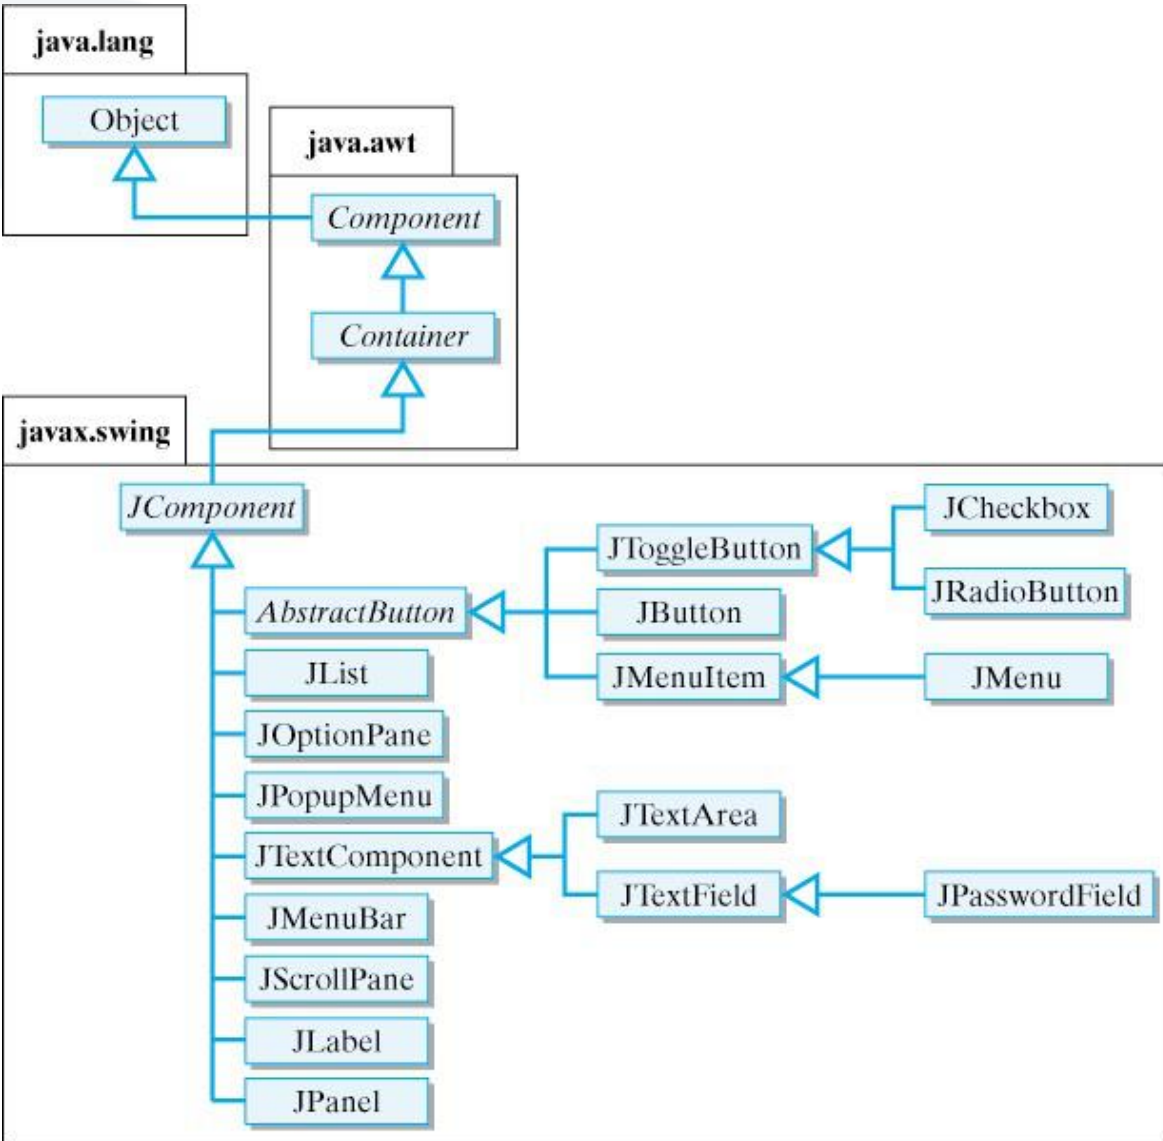 java.lang
Object
java.awt
Component
Container
javax.swing
JComponent
JCheckbox
JToggleButton
JRadioButton
AbstractButton
JButton
JList
JMenuItem
JMenu
JOptionPane
JPopupMenu
JTextArea
JTextComponent
JTextField
JPasswordField
JMenuBar
JScrollPane
JLabel
JPanel